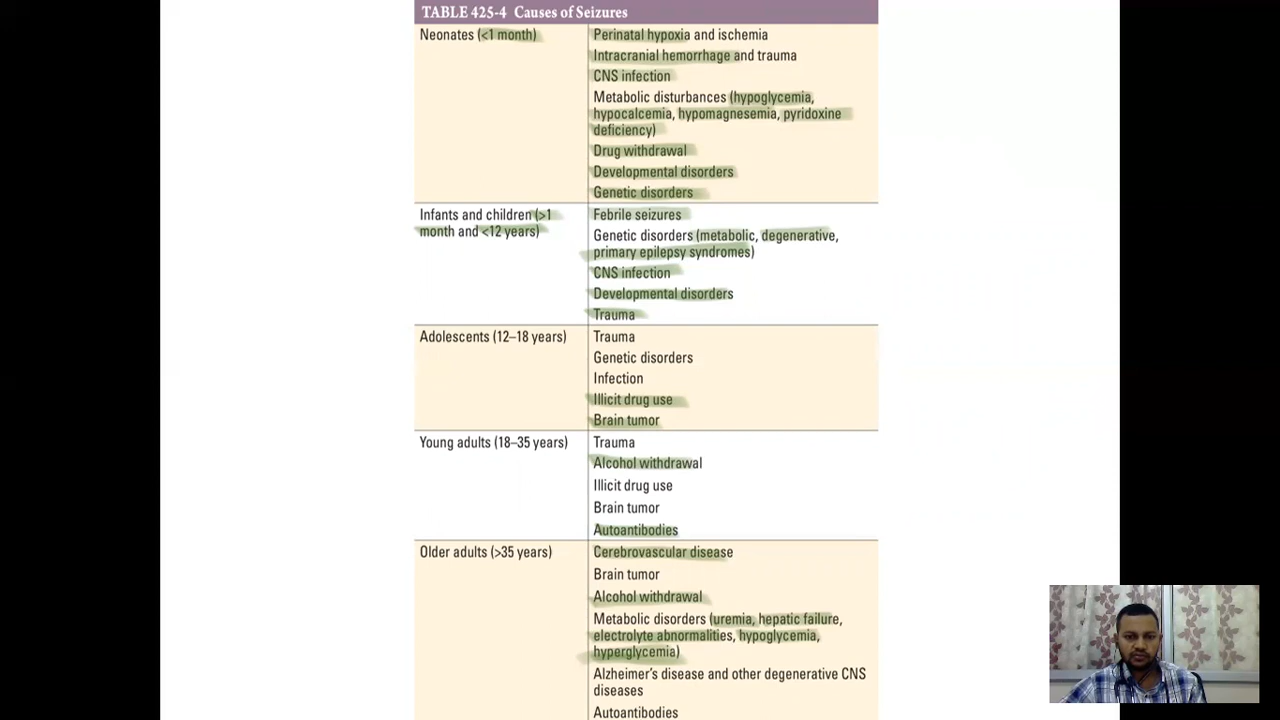 TABLE 425-4 Causes of Seizures
Neonates (<1 month)
Perinatal hypoxia and ischemia
Intracranial hemorrhage and trauma
CNS infection
Metabolic disturbances (hypoglycemia,
hypocalcemia, hypomagnesemia, pyridoxine
deficiency)
Drug withdrawal
Developmental disorders
Genetic disorders
Infants and children (>1
month and <12 years)
Febrile seizures
Genetic disorders (metabolic, degenerative,
primary epilepsy syndromes)
CNS infection
Developmental disorders
Trauma
Adolescents (12–18 years)
Trauma
Genetic disorders
Infection
Illicit drug use
Brain tumor
Young adults (18–35 years)
Trauma
Alcohol withdrawal
Illicit drug use
Brain tumor
Autoantibodies
Older adults (>35 years)
Cerebrovascular disease
Brain tumor
Alcohol withdrawal
Metabolic disorders (uremia, hepatic failure,
electrolyte abnormalities, hypoglycemia,
hyperglycemia)
Alzheimer's disease and other degenerative CNS
diseases
Autoantibodies